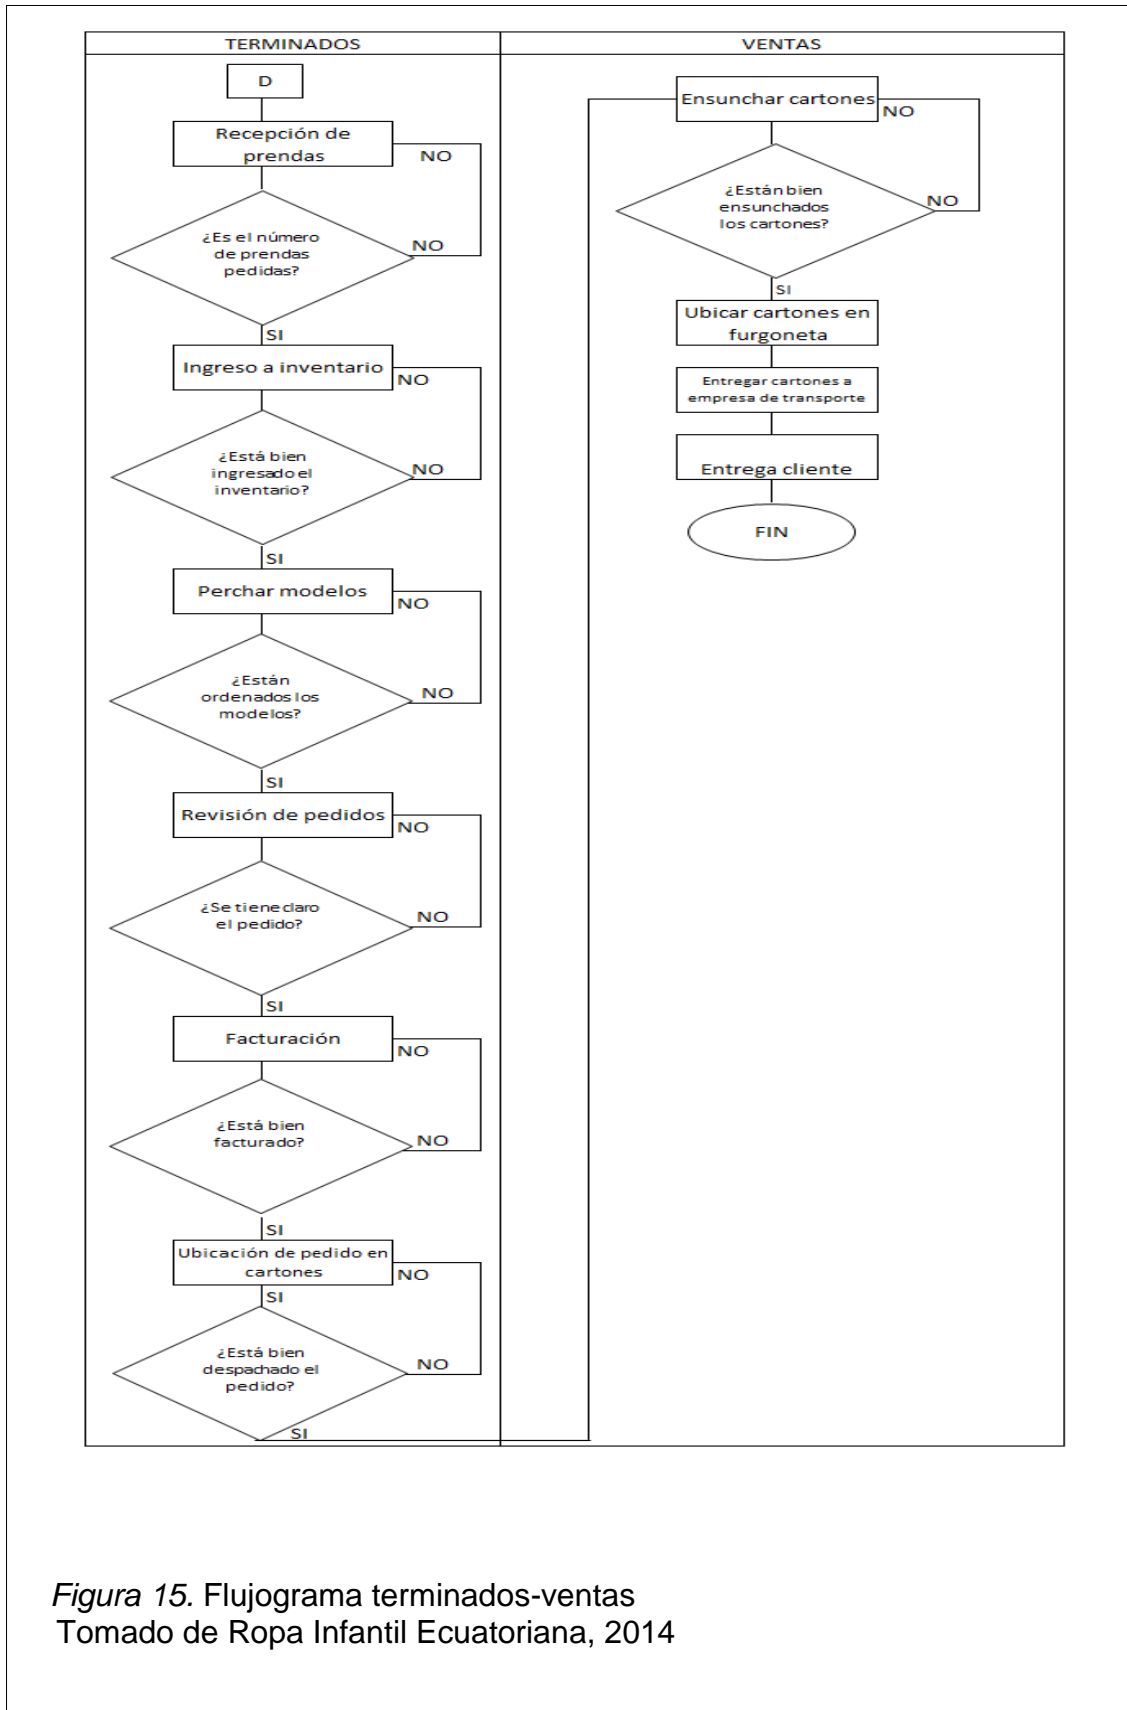 TERMINADOS
VENTAS
D
Recepción de
prendas
NO
¿Es el número
de prendas
pedidas?
NO
SI
Ingreso a inventario
NO
¿Está bien
ingresado el
inventario?
NO
SI
Perchar modelos
NO
¿Están
ordenados los
modelos?
NO
SI
Revisión de pedidos
NO
¿Se tiene claro
el pedido?
NO
SI
Facturación
NO
¿Está bien
facturado?
NO
SI
Ubicación de pedido en
cartones
NO
SI
¿Está bien
despachado el
pedido?
NO
SI
Ensunchar cartones
NO
¿Están bien
ensunchados
los cartones?
NO
SI
Ubicar cartones en
furgoneta
Entregar cartones a
empresa de transporte
Entrega cliente
FIN
Figura 15. Flujograma terminados-ventas
Tomado de Ropa Infantil Ecuatoriana, 2014